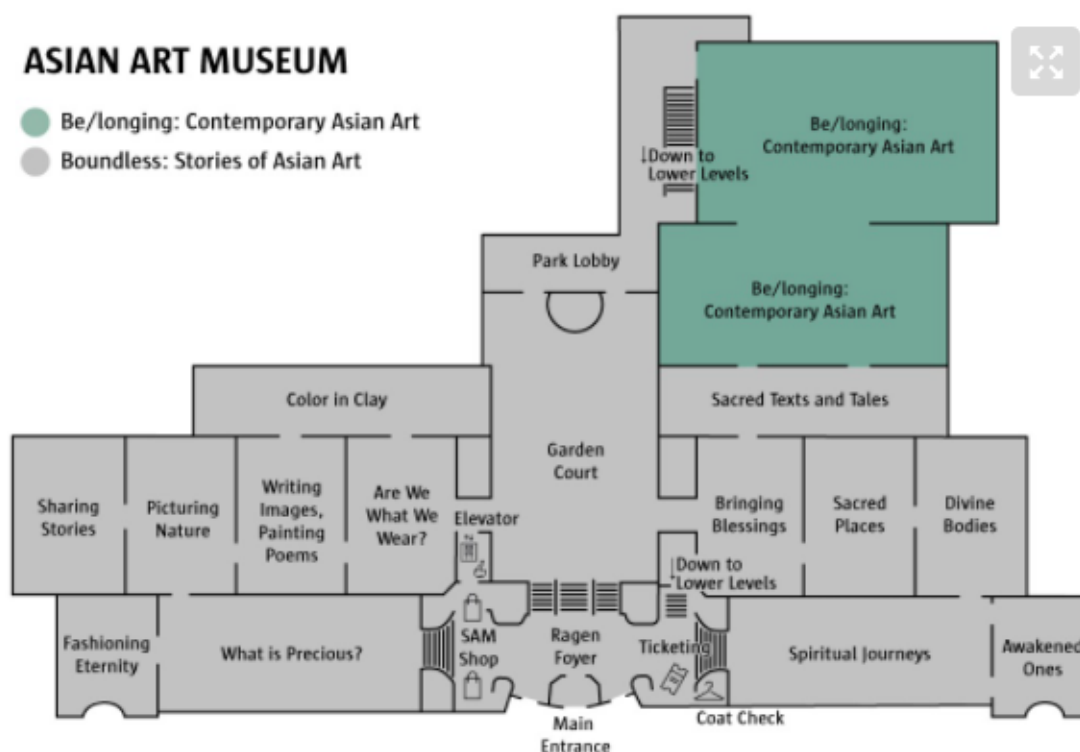 ASIAN ART MUSEUM
Be/longing: Contemporary Asian Art
Boundless: Stories of Asian Art
Be/longing:
Contemporary Asian Art
↓Down to
Lower Levels
Park Lobby
Be/longing:
Contemporary Asian Art
Color in Clay
Sacred Texts and Tales
Garden
Court
Sharing
Stories
Picturing
Nature
Writing
Images,
Painting
Poems
Are We
What We
Wear?
Elevator
Bringing
Blessings
Sacred
Places
Divine
Bodies
↓Down to
Lower Levels
Fashioning
Eternity
What is Precious?
SAM
Shop
Ragen
Foyer
Ticketing
Spiritual Journeys
Awakened
Ones
Main
Entrance
Coat Check